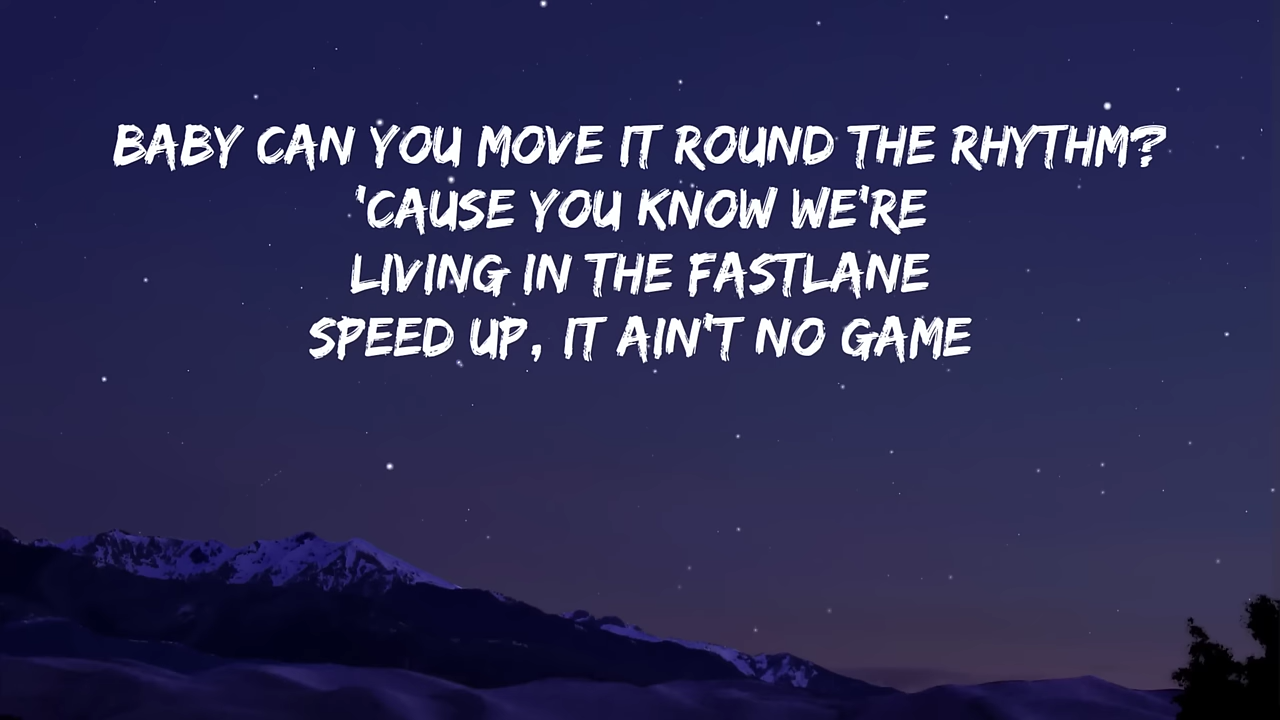 BABY CAN YOU MOVE IT ROUND THE RHYTHM?
'CAUSE YOU KNOW WE'RE
LIVING IN THE FASTLANE
SPEED UP, IT AIN'T NO GAME